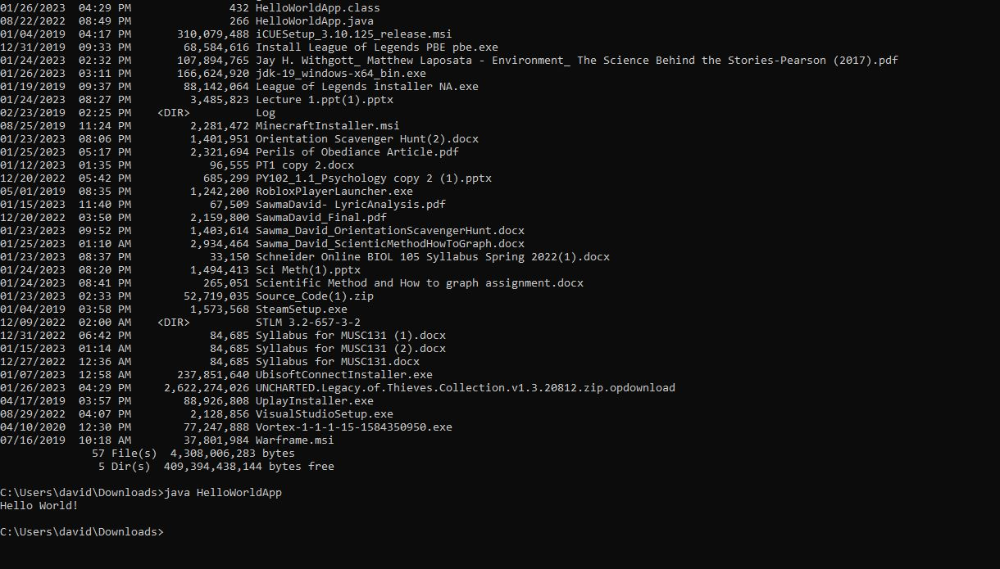 01/26/2023  04:29 PM               432 HelloWorldApp.class
08/22/2022  08:49 PM               266 HelloWorldApp.java
01/04/2019  04:17 PM       310,079,488 iCUESetup_3.10.125_release.msi
12/31/2019  09:33 PM        68,584,616 Install League of Legends PBE pbe.exe
01/24/2023  02:32 PM       107,894,765 Jay H. Withgott_ Matthew Laposata - Environment_ The Science Behind the Stories-Pearson (2017).pdf
01/26/2023  03:11 PM       166,624,920 jdk-19_windows-x64_bin.exe
01/19/2019  09:37 PM        88,142,064 League of Legends installer NA.exe
01/24/2023  08:27 PM         3,485,823 Lecture 1.ppt(1).pptx
02/23/2019  02:25 PM    <DIR>          Log
08/25/2019  11:24 PM         2,281,472 MinecraftInstaller.msi
01/23/2023  08:06 PM         1,401,951 Orientation Scavenger Hunt(2).docx
01/25/2023  05:17 PM         2,321,694 Perils of Obediance Article.pdf
01/12/2023  01:35 PM            96,555 PT1 copy 2.docx
12/20/2022  05:42 PM           685,299 PY102_1.1_Psychology copy 2 (1).pptx
05/01/2019  08:35 PM         1,242,200 RobloxPlayerLauncher.exe
01/15/2023  11:40 PM            67,509 SawmaDavid- LyricAnalysis.pdf
12/20/2022  03:50 PM         2,159,800 SawmaDavid_Final.pdf
01/23/2023  09:52 PM         1,403,614 Sawma_David_OrientationScavengerHunt.docx
01/25/2023  01:10 AM         2,934,464 Sawma_David_ScienticMethodHowToGraph.docx
01/23/2023  08:37 PM            33,150 Schneider Online BIOL 105 Syllabus Spring 2022(1).docx
01/24/2023  08:20 PM         1,494,413 Sci Meth(1).pptx
01/24/2023  08:41 PM           265,051 Scientific Method and How to graph assignment.docx
01/23/2023  02:33 PM        52,719,035 Source_Code(1).zip
01/04/2019  03:58 PM         1,573,568 SteamSetup.exe
12/09/2022  02:00 AM    <DIR>          STLM 3.2-657-3-2
12/31/2022  06:42 PM            84,685 Syllabus for MUSC131 (1).docx
01/15/2023  01:14 AM            84,685 Syllabus for MUSC131 (2).docx
12/27/2022  12:36 AM            84,685 Syllabus for MUSC131.docx
01/07/2023  12:58 AM       237,851,640 UbisoftConnectInstaller.exe
01/26/2023  04:29 PM     2,622,274,026 UNCHARTED.Legacy.of.Thieves.Collection.v1.3.20812.zip.opdownload
04/17/2019  03:57 PM        88,926,808 UplayInstaller.exe
08/29/2022  04:07 PM         2,128,856 VisualStudioSetup.exe
04/10/2020  12:30 PM        77,247,888 Vortex-1-1-1-15-1584350950.exe
07/16/2019  10:18 AM        37,801,984 Warframe.msi
              57 File(s)  4,308,006,283 bytes
               5 Dir(s)  409,394,438,144 bytes free

C:\Users\david\Downloads>java HelloWorldApp
Hello World!

C:\Users\david\Downloads>